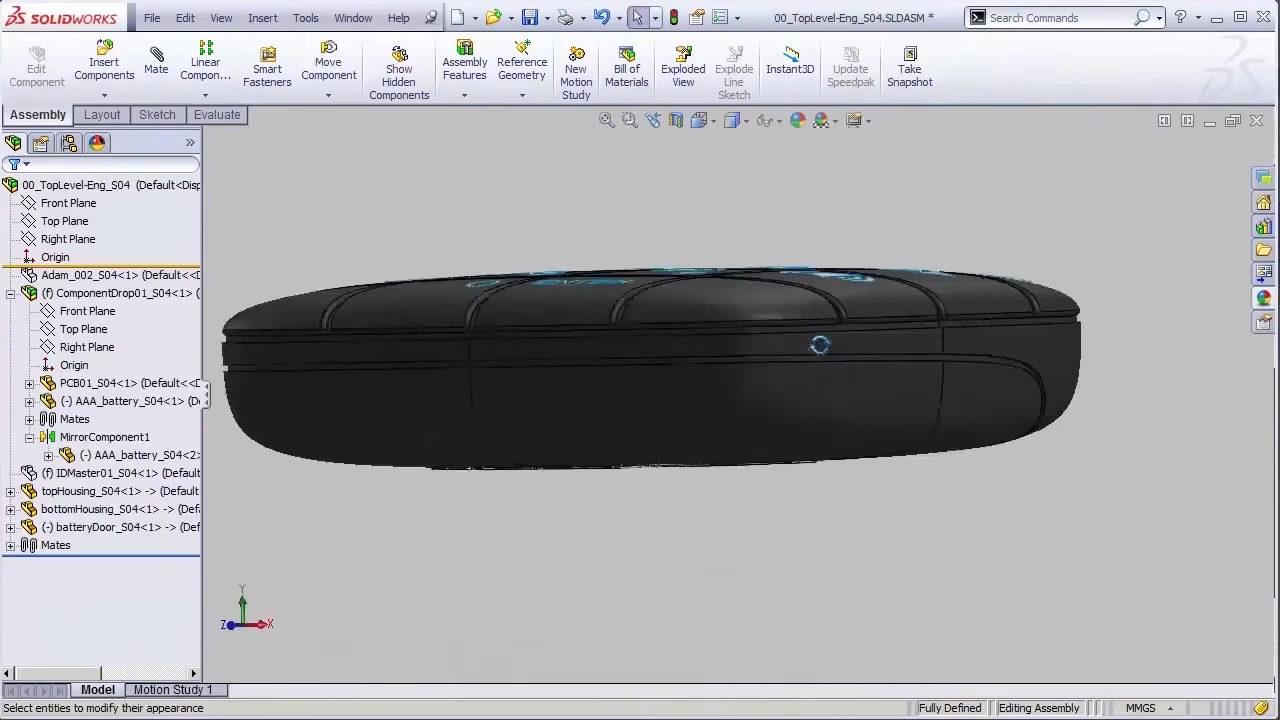 SOLIDWORKS File Edit View Insert Tools Window Help 00_TopLevel-Eng_S04.SLDASM * Search Commands
Edit Component
Insert Components
Mate
Linear Compon...
Smart Fasteners
Move Component
Show Hidden Components
Assembly Features
Reference Geometry
New Motion Study
Bill of Materials
Exploded View
Explode Line Sketch
Instant3D
Update Speedpak
Take Snapshot
Assembly Layout Sketch Evaluate
00_TopLevel-Eng_S04 (Default<Disp
Front Plane
Top Plane
Right Plane
Origin
Adam_002_S04<1> (Default<<D
(f) ComponentDrop01_S04<1> (
Front Plane
Top Plane
Right Plane
Origin
PCB01_S04<1> (Default<<D
(-) AAA_battery_S04<1> (De
Mates
MirrorComponent1
(-) AAA_battery_S04<2>
(f) IDMaster01_S04<1> (Default
topHousing_S04<1> -> (Default
bottomHousing_S04<1> -> (Def
(-) batteryDoor_S04<1> -> (Def
Mates
Y
Z X
Model Motion Study 1
Select entities to modify their appearance Fully Defined Editing Assembly MMGS